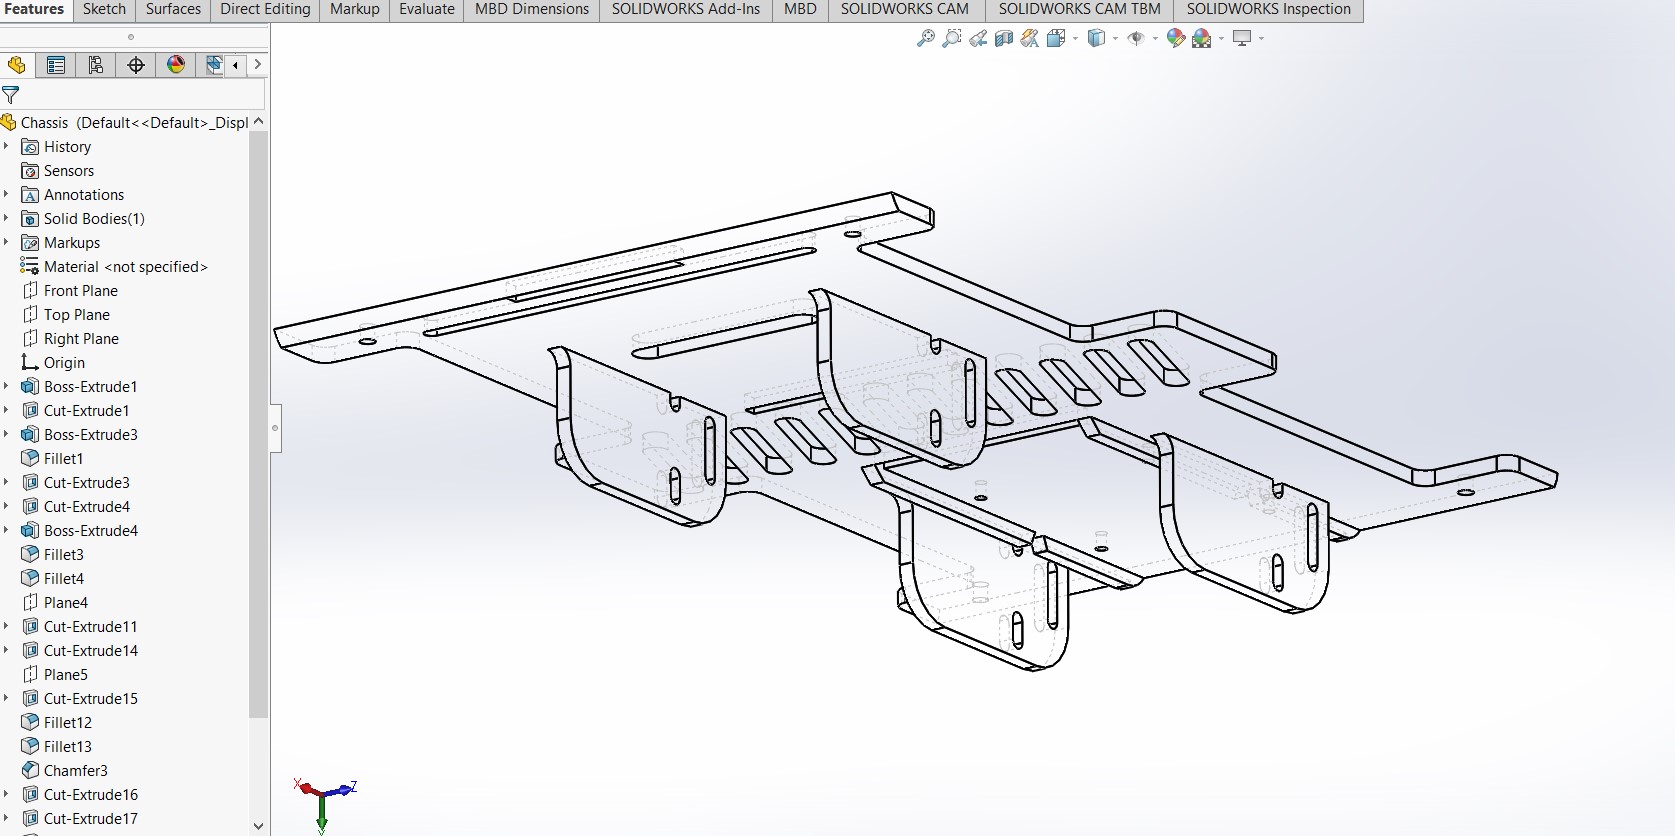 Features Sketch Surfaces Direct Editing Markup Evaluate MBD Dimensions SOLIDWORKS Add-Ins MBD SOLIDWORKS CAM SOLIDWORKS CAM TBM SOLIDWORKS Inspection
Chassis (Default<<Default>_Displ
History
Sensors
A Annotations
Solid Bodies(1)
Markups
Material <not specified>
Front Plane
Top Plane
Right Plane
Origin
Boss-Extrude1
Cut-Extrude1
Boss-Extrude3
Fillet1
Cut-Extrude3
Cut-Extrude4
Boss-Extrude4
Fillet3
Fillet4
Plane4
Cut-Extrude11
Cut-Extrude14
Plane5
Cut-Extrude15
Fillet12
Fillet13
Chamfer3
Cut-Extrude16
Cut-Extrude17
X Z
Y